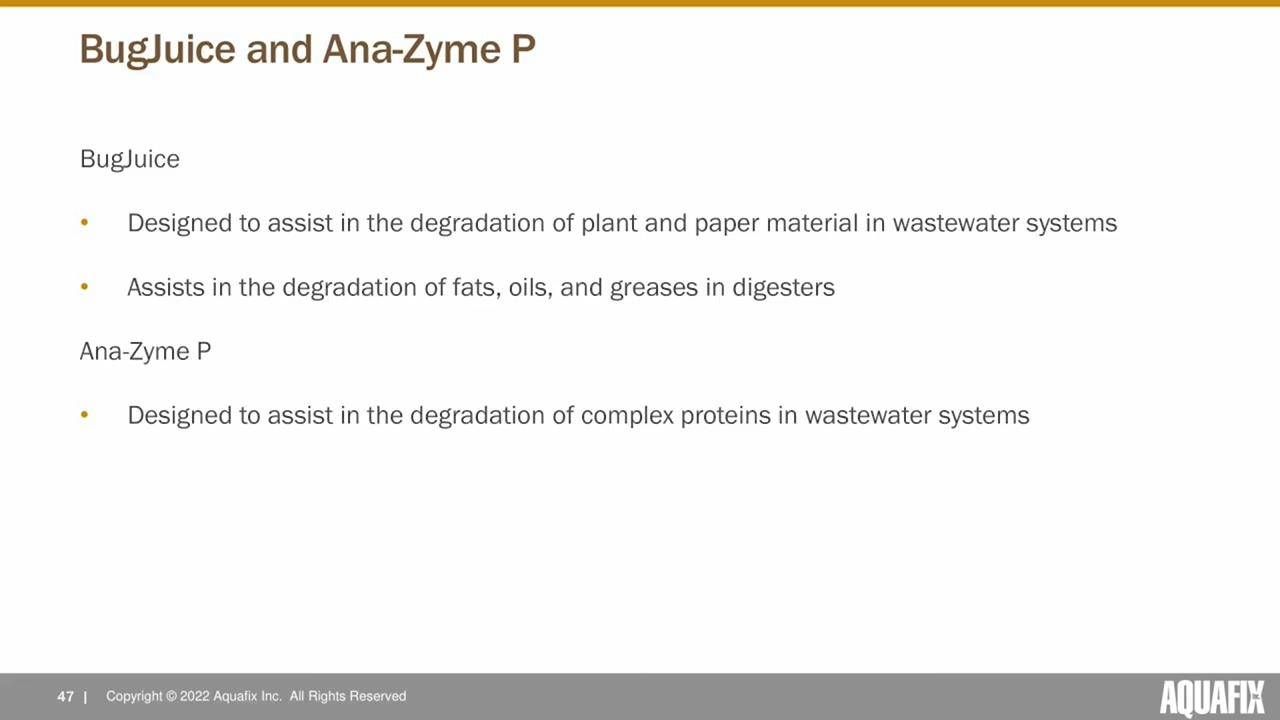 BugJuice and Ana-Zyme P
BugJuice
• Designed to assist in the degradation of plant and paper material in wastewater systems
• Assists in the degradation of fats, oils, and greases in digesters
Ana-Zyme P
• Designed to assist in the degradation of complex proteins in wastewater systems
47 | Copyright © 2022 Aquafix Inc. All Rights Reserved
AQUAFIX INC.